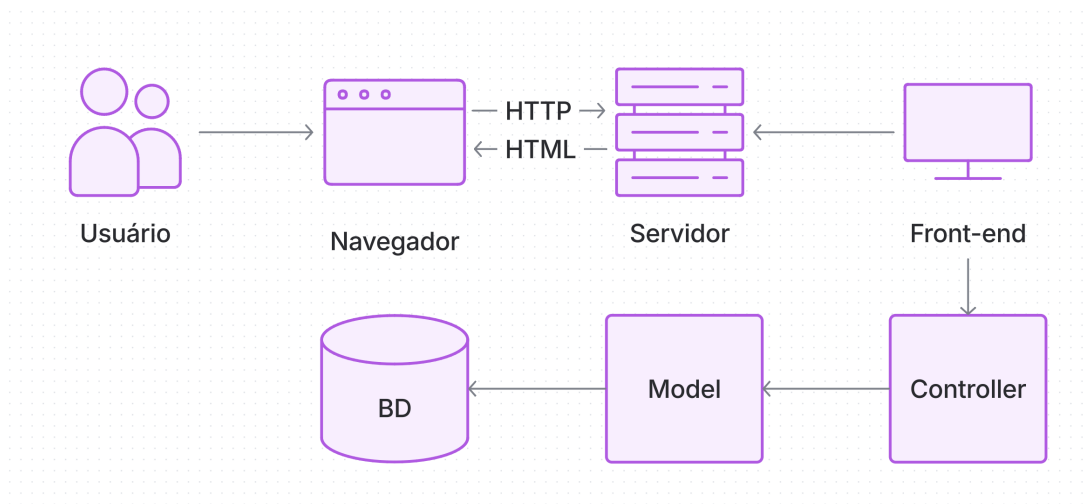 HTTP
HTML
Usuário
Navegador
Servidor
Front-end
BD
Model
Controller